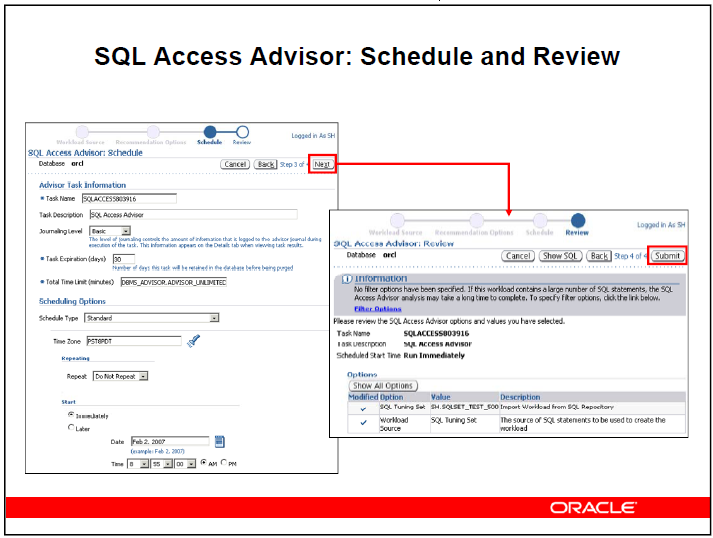 SQL Access Advisor: Schedule and Review
Workload Source Recommendation Options Schedule Review
Logged in As SH
SQL Access Advisor: Schedule
Database orcl
Cancel Back Step 3 of 4 Next
Advisor Task Information
* Task Name SQLACCESS803916
Task Description SQL Access Advisor
Journaling Level Basic
The level of journaling controls the amount of information that is logged to the advisor journal during
execution of the task. This information appears on the Details tab when viewing task results.
* Task Expiration (days) 30
Number of days this task will be retained in the database before being purged
* Total Time Limit (minutes) DBMS_ADVISOR.ADVISOR_UNLIMITED
Scheduling Options
Schedule Type Standard
Time Zone PST8PDT
Repeating
Repeat Do Not Repeat
Start
Immediately
Later
Date Feb 2, 2007
(example: Feb 2, 2007)
Time 8 55 00 AM PM
Workload Source Recommendation Options Schedule Review
Logged in As SH
SQL Access Advisor: Review
Database orcl
Cancel Show SQL Back Step 4 of 4 Submit
Information
No filter options have been specified. If this workload contains a large number of SQL statements, the SQL
Access Advisor analysis may take a long time to complete. To specify filter options, click the link below.
Filter Options
Please review the SQL Access Advisor options and values you have selected.
Task Name SQLACCESS803916
Task Description SQL Access Advisor
Scheduled Start Time Run Immediately
Options
Show All Options
Modified Option Value Description
SQL Tuning Set SH.SQLSET_TEST_500 Import Workload from SQL Repository
Workload SQL Tuning Set The source of SQL statements to be used to create the
Source workload
ORACLE